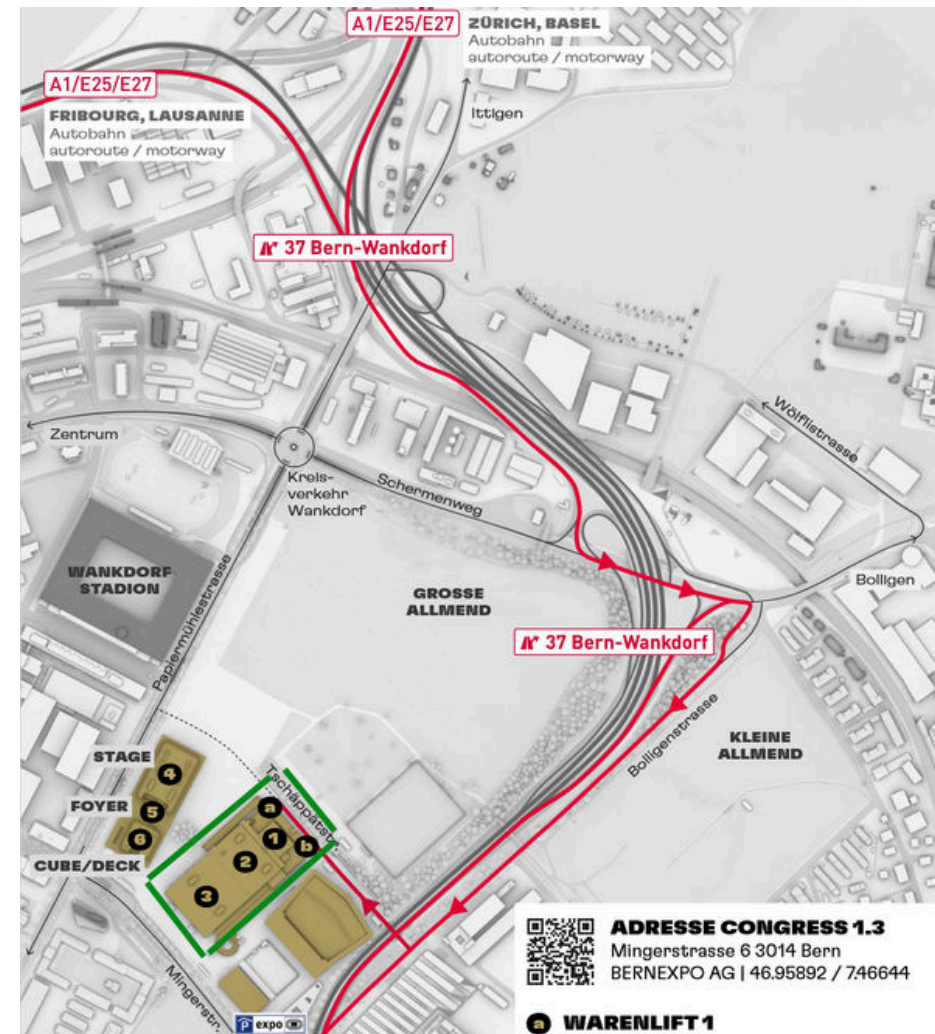 A1/E25/E27
ZÜRICH, BASEL
Autobahn
autoroute / motorway
A1/E25/E27
FRIBOURG, LAUSANNE
Autobahn
autoroute / motorway
Ittigen
37 Bern-Wankdorf
Wölflistrasse
Zentrum
Kreis-
verkehr
Wankdorf
Schermenweg
WANKDORF
STADION
Papiermühlestrasse
GROSSE
ALLMEND
Bolligen
37 Bern-Wankdorf
Bolligenstrasse
KLEINE
ALLMEND
STAGE
4
FOYER
5
6
CUBE/DECK
Tschäppätstr.
a
1
b
2
3
Mingerstr.
P expo
ADRESSE CONGRESS 1.3
Mingerstrasse 6 3014 Bern
BERNEXPO AG | 46.95892 / 7.46644
a WARENLIFT 1